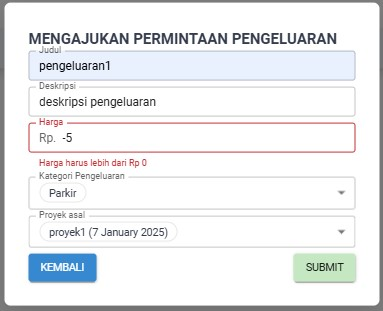 MENGAJUKAN PERMINTAAN PENGELUARAN
Judul
pengeluaran1
Deskripsi
deskripsi pengeluaran
Harga
Rp. -5
Harga harus lebih dari Rp 0
Kategori Pengeluaran
Parkir
Proyek asal
proyek1 (7 January 2025)
KEMBALI SUBMIT